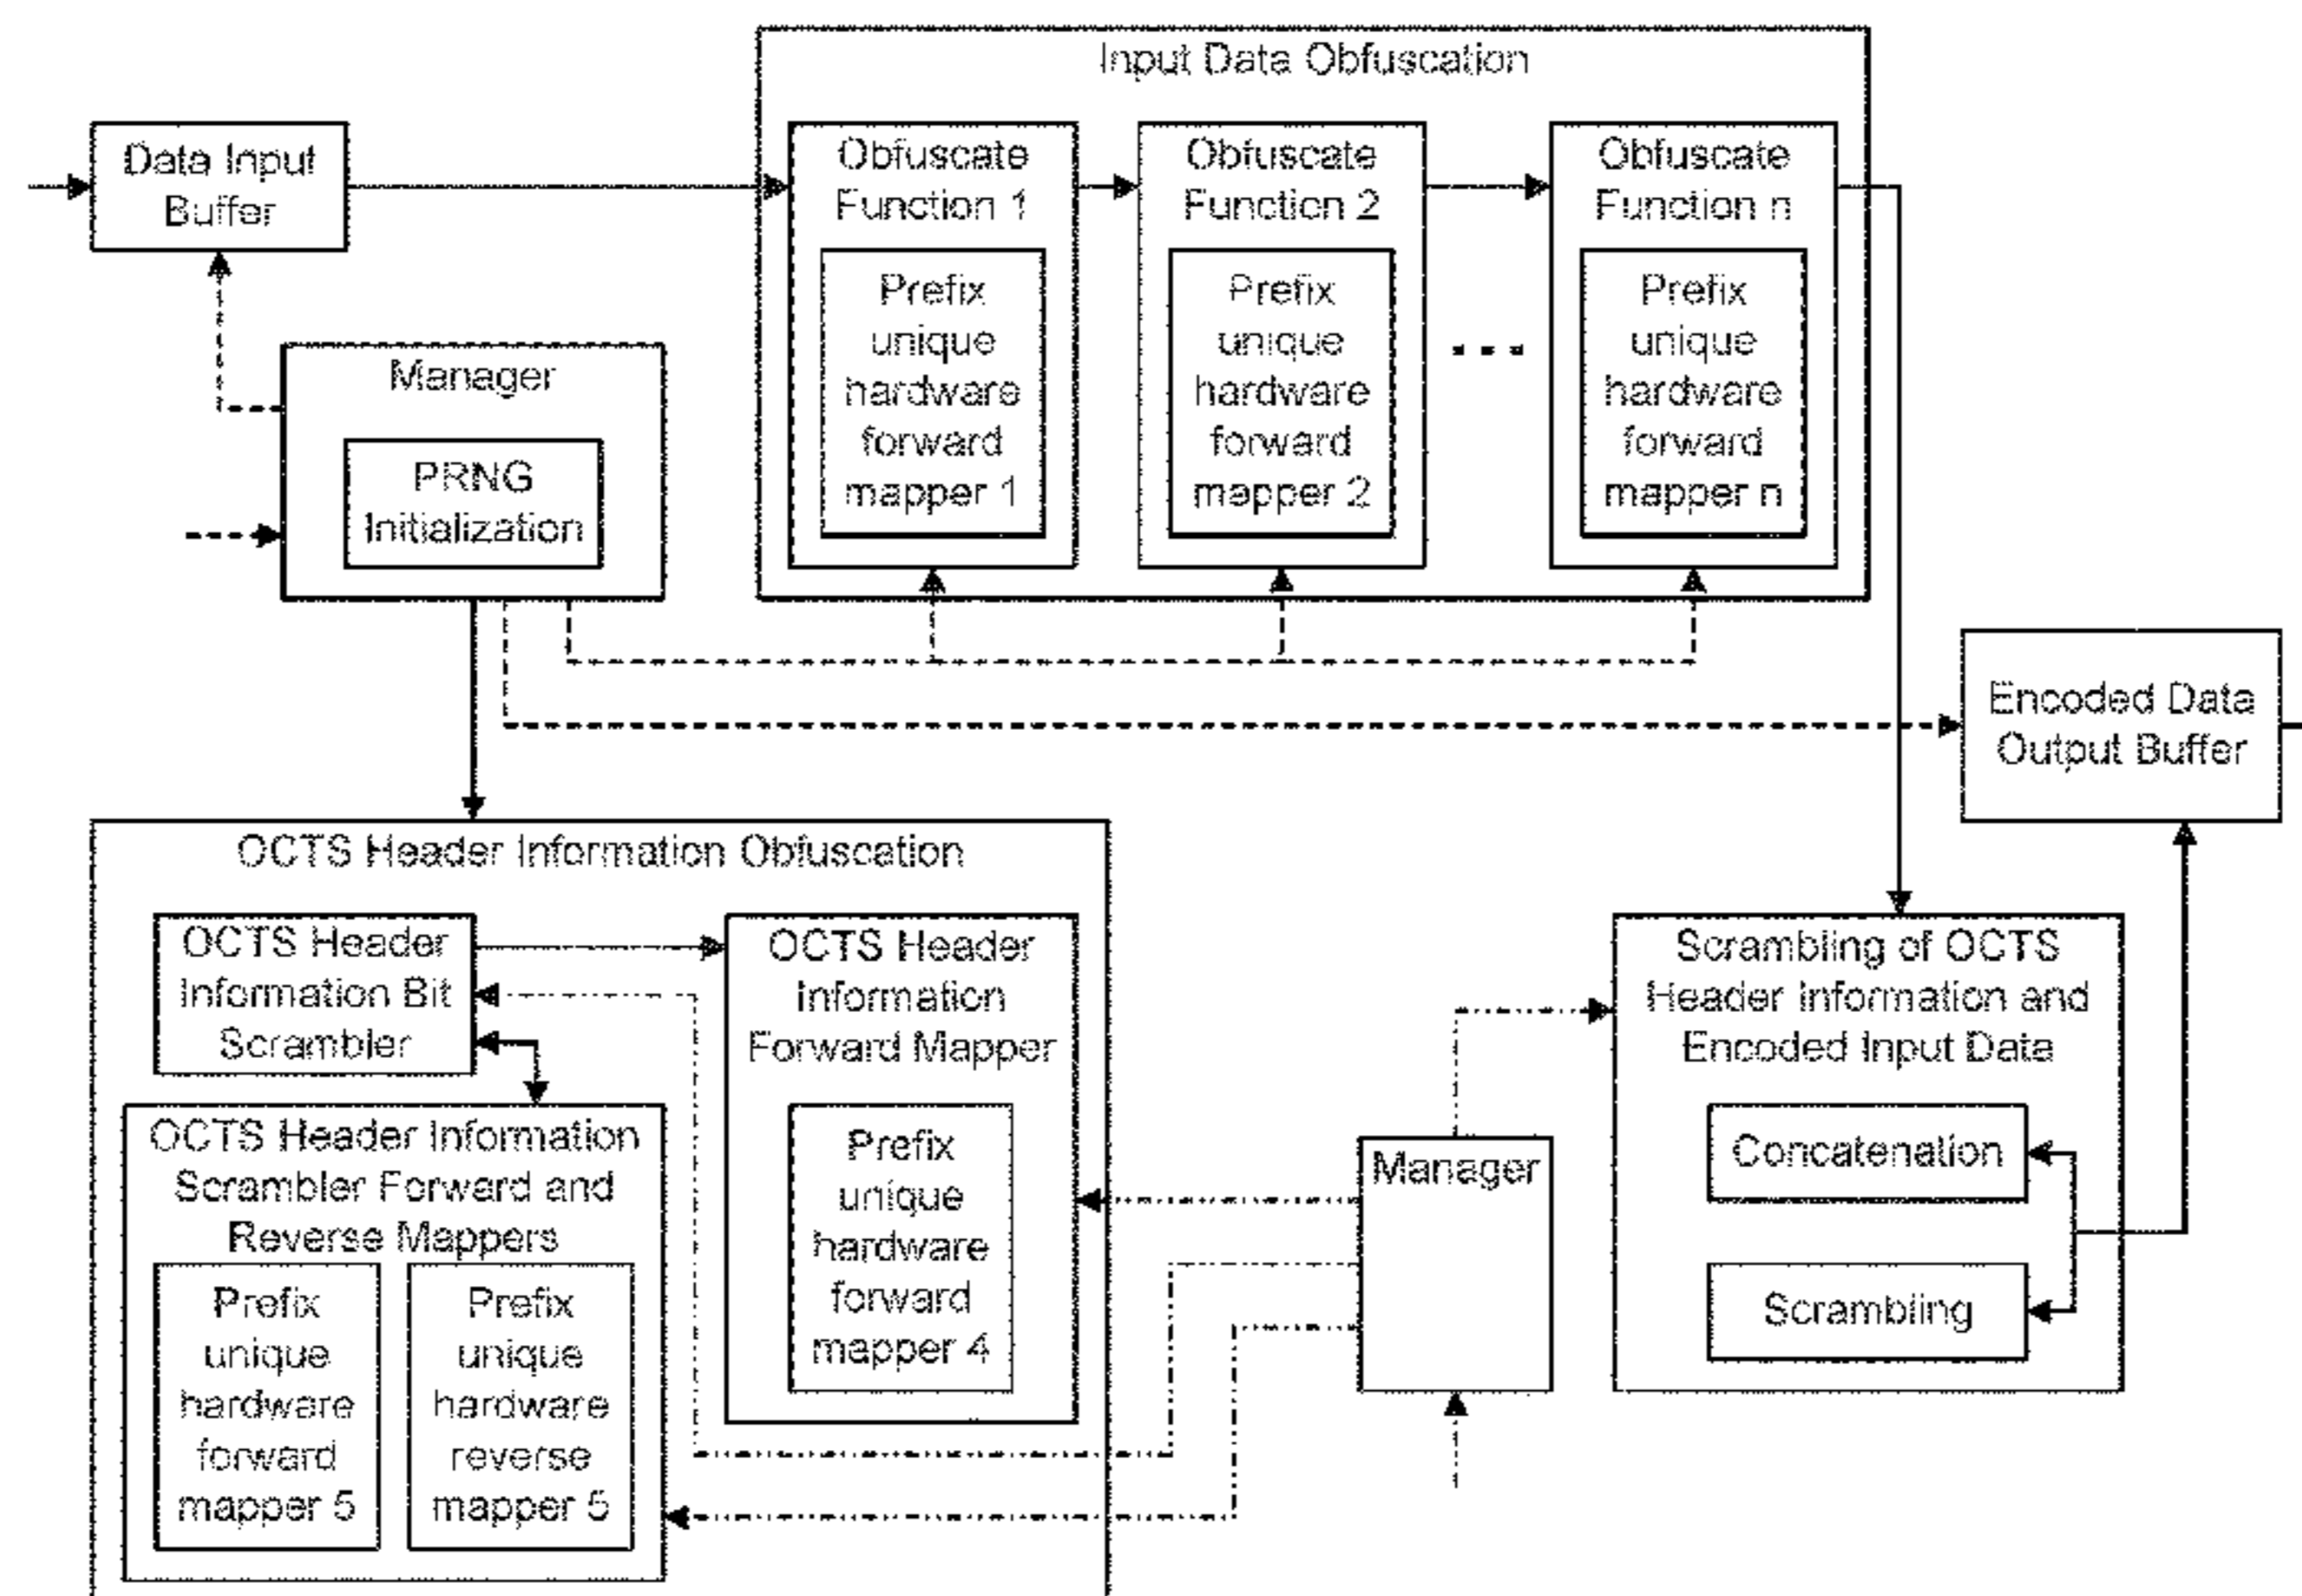 Input Data Obfuscation
Data Input
Buffer
Obfuscate
Function 1
Prefix
unique
hardware
forward
mapper 1
Obfuscate
Function 2
Prefix
unique
hardware
forward
mapper 2
Obfuscate
Function n
Prefix
unique
hardware
forward
mapper n
Manager
PRNG
Initialization
Encoded Data
Output Buffer
OCTS Header Information Obfuscation
OCTS Header
Information Bit
Scrambler
OCTS Header
Information
Forward Mapper
Prefix
unique
hardware
forward
mapper 4
OCTS Header Information
Scrambler Forward and
Reverse Mappers
Prefix
unique
hardware
forward
mapper 5
Prefix
unique
hardware
reverse
mapper 5
Manager
Scrambling of OCTS
Header Information and
Encoded Input Data
Concatenation
Scrambling